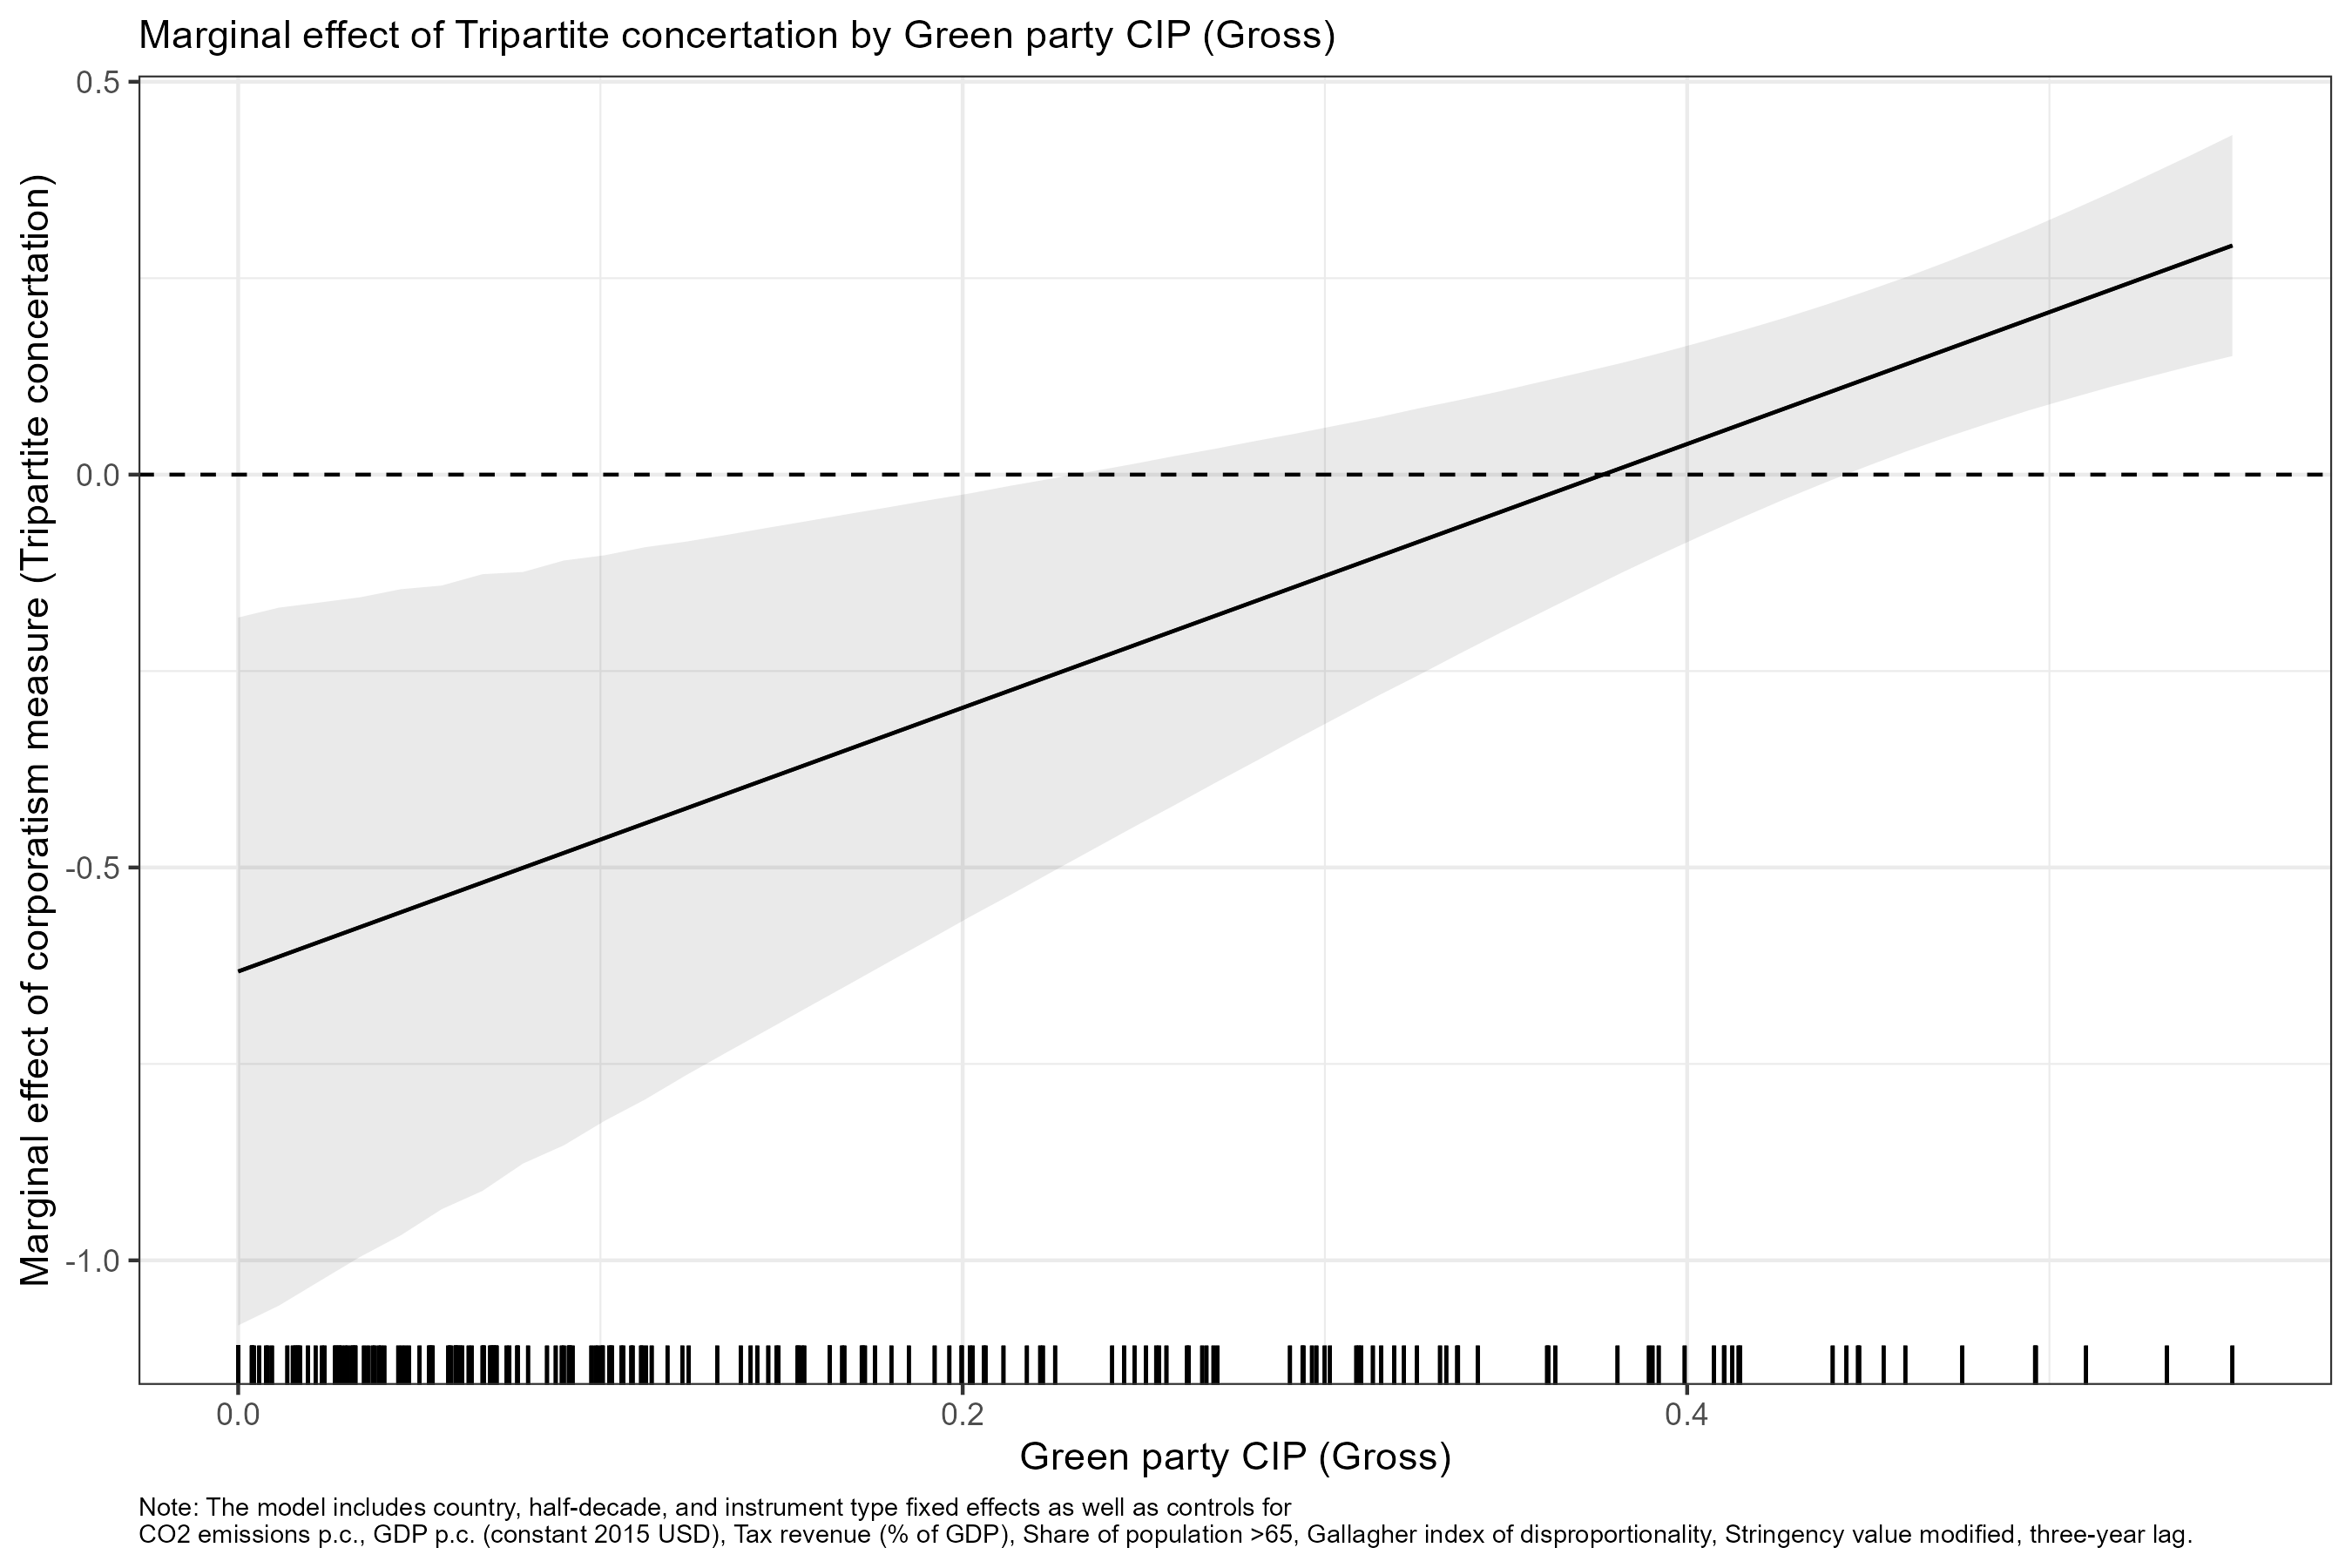 Marginal effect of Tripartite concertation by Green party CIP (Gross)
Marginal effect of corporatism measure (Tripartite concertation)
0.5
0.0
-0.5
-1.0
0.0
0.2
0.4
Green party CIP (Gross)
Note: The model includes country, half-decade, and instrument type fixed effects as well as controls for
CO2 emissions p.c., GDP p.c. (constant 2015 USD), Tax revenue (% of GDP), Share of population >65, Gallagher index of disproportionality, Stringency value modified, three-year lag.